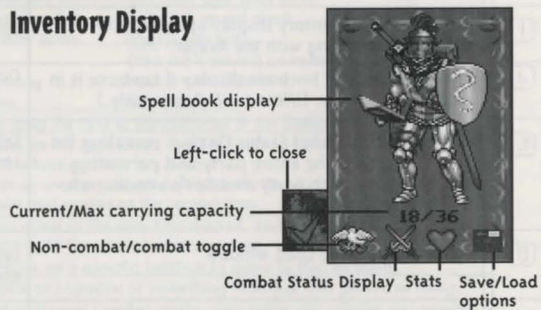 Inventory Display
Spell book display
Left-click to close
Current/Max carrying capacity
18/36
Non-combat/combat toggle
Combat Status Display Stats Save/Load
options